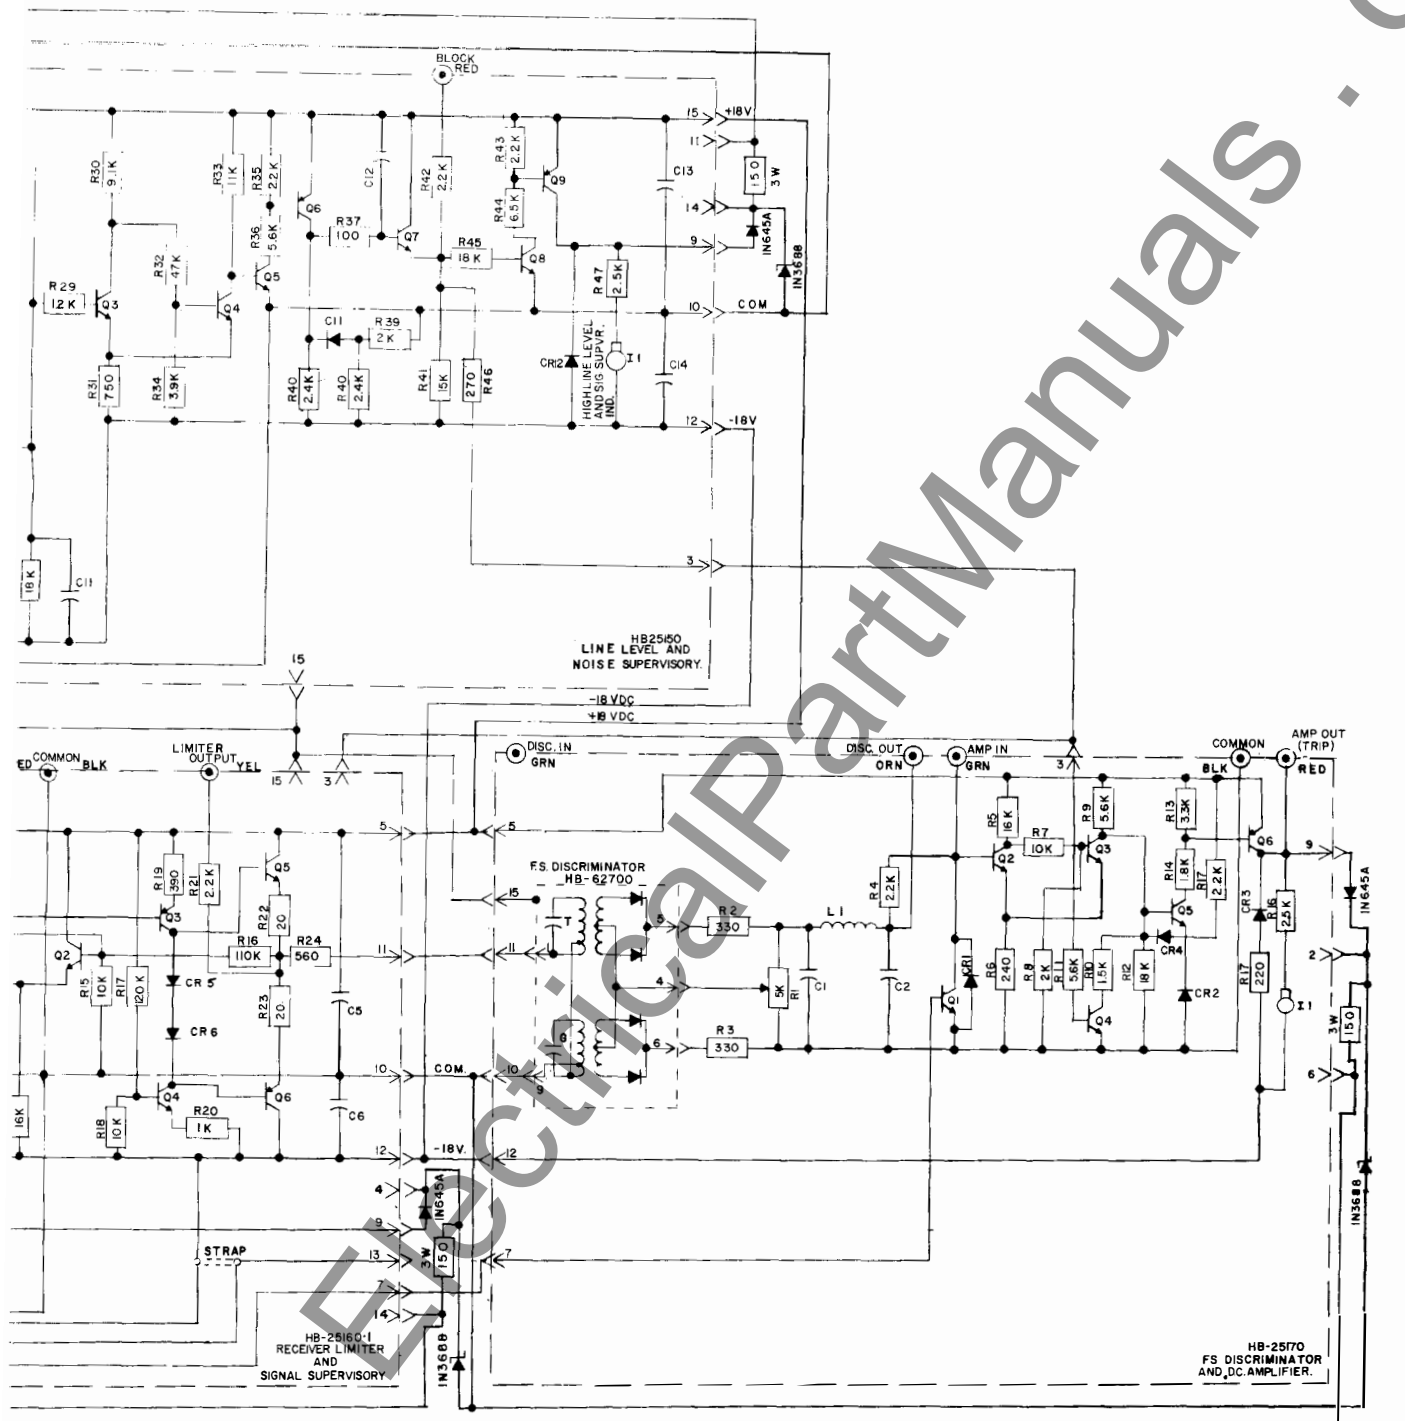 BLOCK
RED
15 +18V
11
R30
9.1K
R33
11K
R35
2.2K
C12
R42
2.2K
R43
2.2K
Q9
C13
150
3W
Q6
R44
6.5K
14
R37
100
Q7
R36
5.6K
R32
47K
R45
18K
Q8
9
1N645A
1N3688
Q5
R47
2.5K
R29
12K
Q3
Q4
10 COM
C11
R39
2K
R31
750
R34
3.9K
R40
2.4K
R40
2.4K
R41
15K
270
R46
CR12
HIGH LINE LEVEL
AND SIG SUPVR.
IND.
I1
C14
12 -18V
18K
C11
3
HB25150
LINE LEVEL AND
NOISE SUPERVISORY.
15
-18 VDC
+18 VDC
ED COMMON BLK
LIMITER
OUTPUT YEL
15
3
DISC. IN
GRN
DISC. OUT
ORN
AMP IN
GRN
3
COMMON
BLK
AMP OUT
(TRIP)
RED
5
5
R19
390
R21
2.2K
Q5
R22
20
Q3
Q2
R16
110K
R24
560
11
R15
10K
R17
120K
CR5
R23
20
CR6
C5
10 COM.
Q4
Q6
C6
16K
R18
10K
R20
1K
12 -18V.
F.S. DISCRIMINATOR
HB-62700
15
T
11
5
4
G
6
10
9
12
R2
330
5K
R1
R3
330
L1
C1
R4
22K
C2
R5
16K
R7
10K
R9
5.6K
Q2
Q3
R13
3.3K
R14
1.8K
R17
2.2K
Q6
9
1N645A
CR3
R16
2.5K
Q5
CR4
CR1
Q1
R6
240
R8
2K
R11
5.6K
R10
1.5K
R12
18K
CR2
R17
220
2
I1
3W
150
Q4
6
4
9
1N645A
STRAP
13
3W
150
7
7
14
HB-25160-1
RECEIVER LIMITER
AND
SIGNAL SUPERVISORY
1N3688
1N3688
HB-25170
FS DISCRIMINATOR
AND D.C. AMPLIFIER.
ElectricalPartManuals .